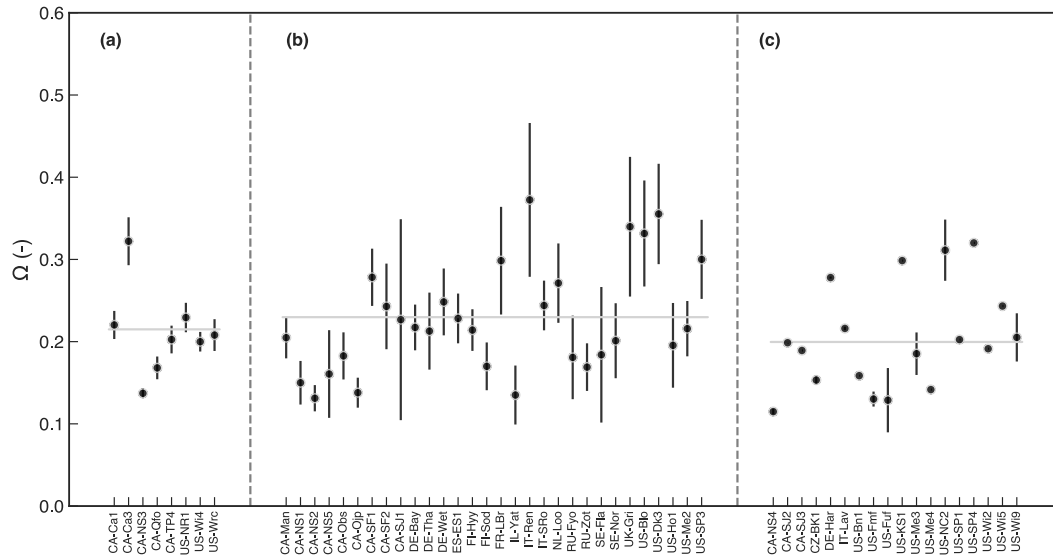 0.6
(a)
(b)
(c)
0.5
0.4
Ω (-)
0.3
0.2
0.1
0.0
CA-Ca1
CA-Ca3
CA-NS3
CA-Qfo
CA-TP4
US-NR1
US-Wi4
US-Wrc
CA-Man
CA-NS1
CA-NS2
CA-NS5
CA-Obs
CA-Ojp
CA-SF1
CA-SF2
CA-SJ1
DE-Bay
DE-Tha
DE-Wet
ES-ES1
FI-Hyy
FI-Sod
FR-LBr
IL-Yat
IT-Ren
IT-SRo
NL-Loo
RU-Fyo
RU-Zot
SE-Fla
SE-Nor
UK-Gri
US-Blo
US-Dk3
US-Ho1
US-Me2
US-SP3
CA-NS4
CA-SJ2
CA-SJ3
CZ-BK1
DE-Har
IT-Lav
US-Bn1
US-Fmf
US-Fuf
US-KS1
US-Me3
US-Me4
US-NC2
US-SP1
US-SP4
US-Wi2
US-Wi5
US-Wi9